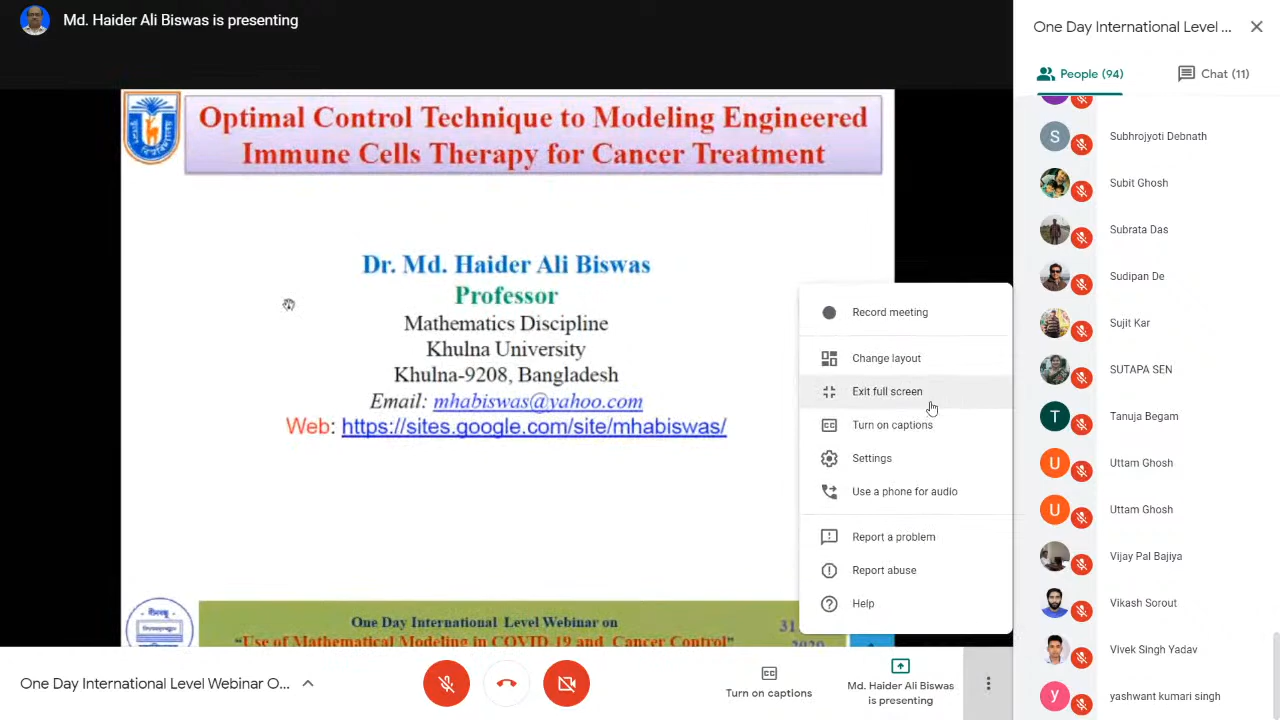 Md. Haider Ali Biswas is presenting
Optimal Control Technique to Modeling Engineered
Immune Cells Therapy for Cancer Treatment
Dr. Md. Haider Ali Biswas
Professor
Mathematics Discipline
Khulna University
Khulna-9208, Bangladesh
Email: mhabiswas@yahoo.com
Web: https://sites.google.com/site/mhabiswas/
One Day International Level Webinar on
"Use of Mathematical Modeling in COVID-19 and Cancer Control"
31
2020
Record meeting
Change layout
Exit full screen
Turn on captions
Settings
Use a phone for audio
Report a problem
Report abuse
Help
One Day International Level Webinar O...
Turn on captions
Md. Haider Ali Biswas
is presenting
One Day International Level ...
People (94)
Chat (11)
S
Subhrojyoti Debnath
Subit Ghosh
Subrata Das
Sudipan De
Sujit Kar
SUTAPA SEN
T
Tanuja Begam
U
Uttam Ghosh
U
Uttam Ghosh
Vijay Pal Bajiya
Vikash Sorout
Vivek Singh Yadav
y
yashwant kumari singh